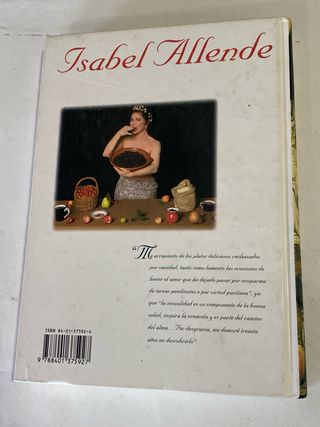 Isabel Allende
“Me arrepiento de los platos deliciosos rechazados
por vanidad, tanto como lamento las ocasiones de
hacer el amor que he dejado pasar por ocuparme
de tareas pendientes o por virtud puritana”, ya
que “la sexualidad es un componente de la buena
salud, inspira la creación y es parte del camino
del alma... Por desgracia, me demoré treinta
años en descubrirlo”.
ISBN 84-01-37592-6
9 788401 375927